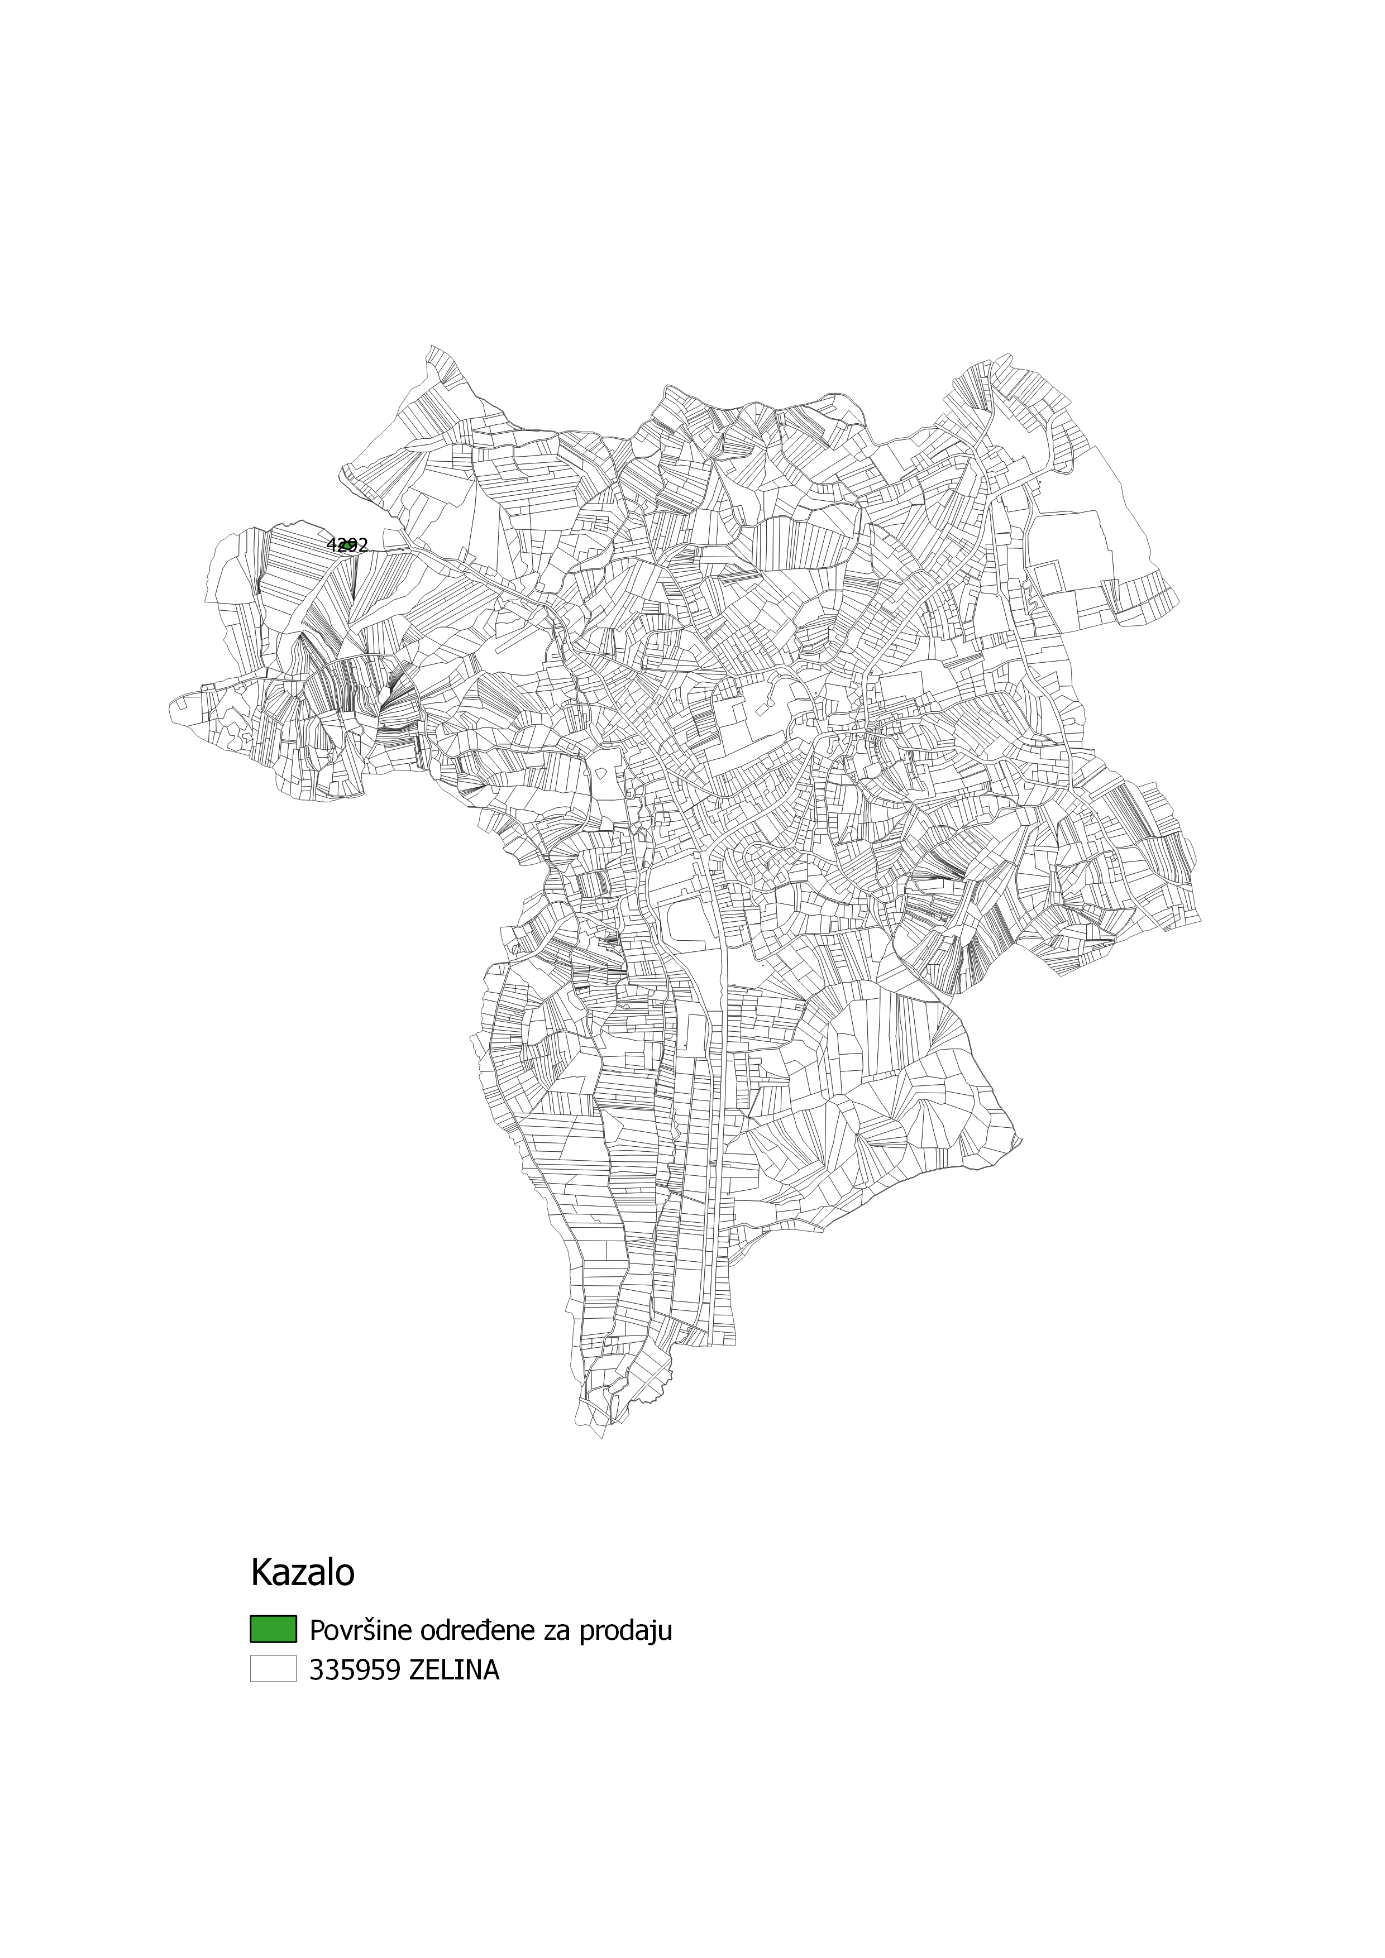 4292
Kazalo
Površine određene za prodaju
335959 ZELINA